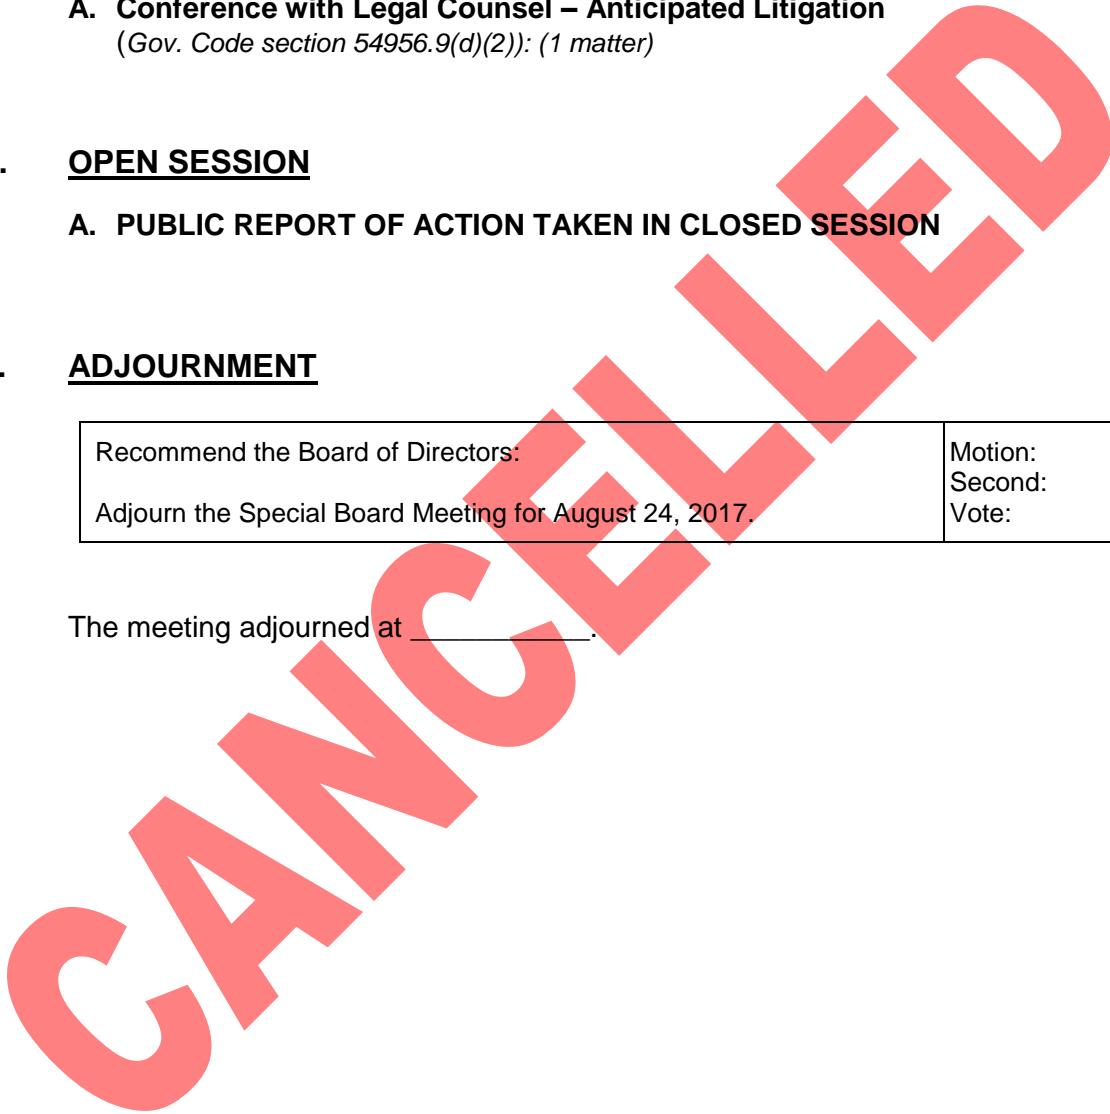 A. Conference with Legal Counsel – Anticipated Litigation
(Gov. Code section 54956.9(d)(2)): (1 matter)
. OPEN SESSION
A. PUBLIC REPORT OF ACTION TAKEN IN CLOSED SESSION
. ADJOURNMENT
Recommend the Board of Directors:
Adjourn the Special Board Meeting for August 24, 2017.
Motion:
Second:
Vote:
The meeting adjourned at ___________.
CANCELLED